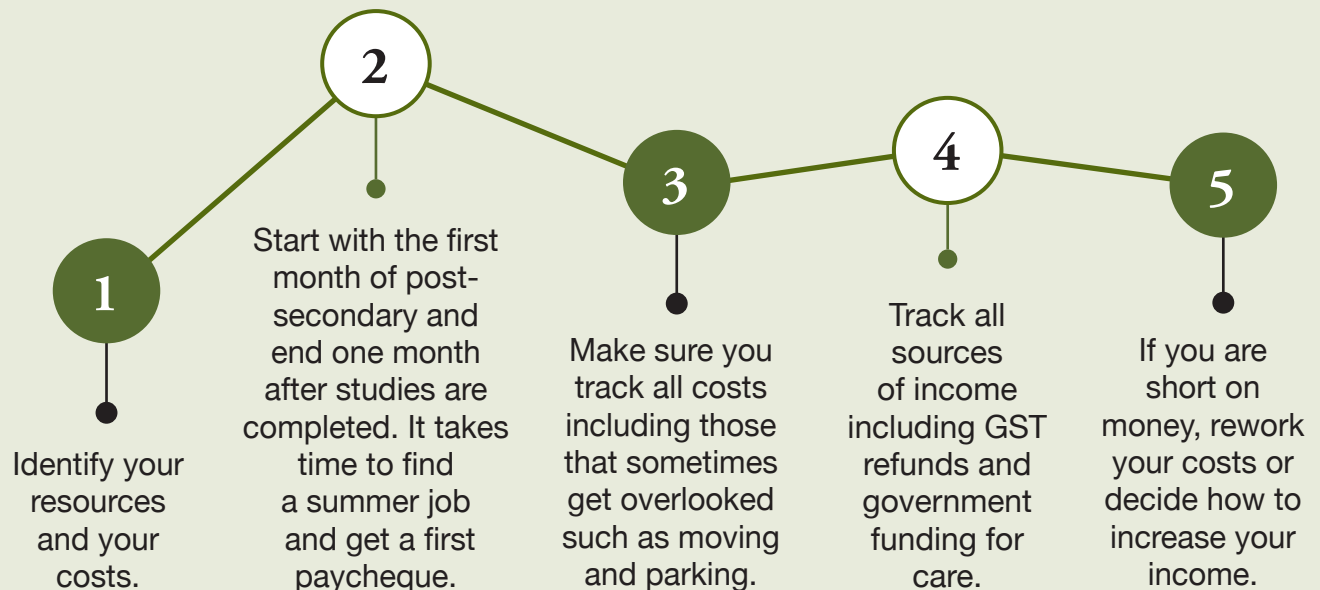 1
Identify your
resources
and your
costs.
2
Start with the first
month of post-
secondary and
end one month
after studies are
completed. It takes
time to find
a summer job
and get a first
paycheque.
3
Make sure you
track all costs
including those
that sometimes
get overlooked
such as moving
and parking.
4
Track all
sources
of income
including GST
refunds and
government
funding for
care.
5
If you are
short on
money, rework
your costs or
decide how to
increase your
income.